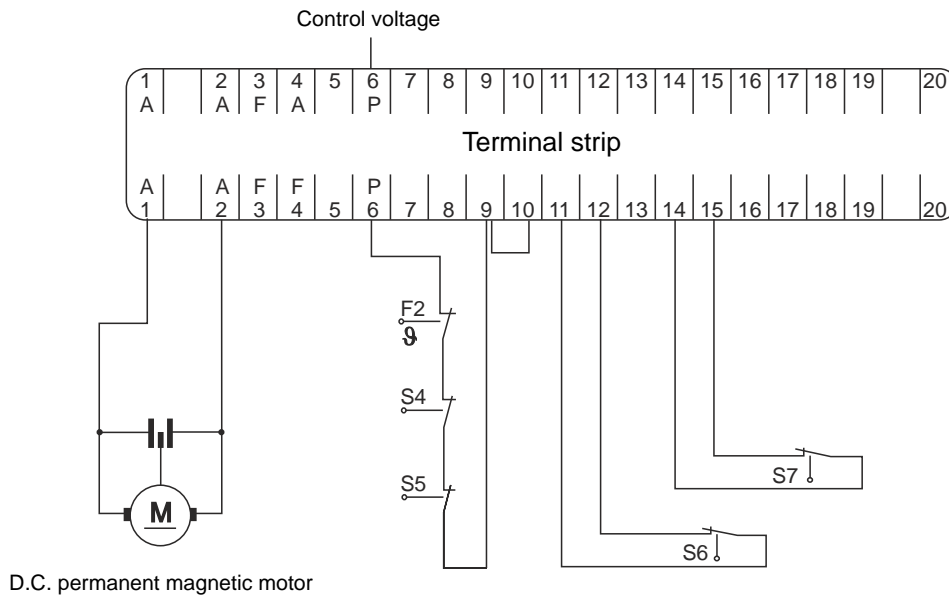 Control voltage
1 2 3 4 5 6 7 8 9 10 11 12 13 14 15 16 17 18 19 20
A A F A P
Terminal strip
A A F F P
1 2 3 4 5 6 7 8 9 10 11 12 13 14 15 16 17 18 19 20
F2
ϑ
S4
S5
S7
S6
M
D.C. permanent magnetic motor